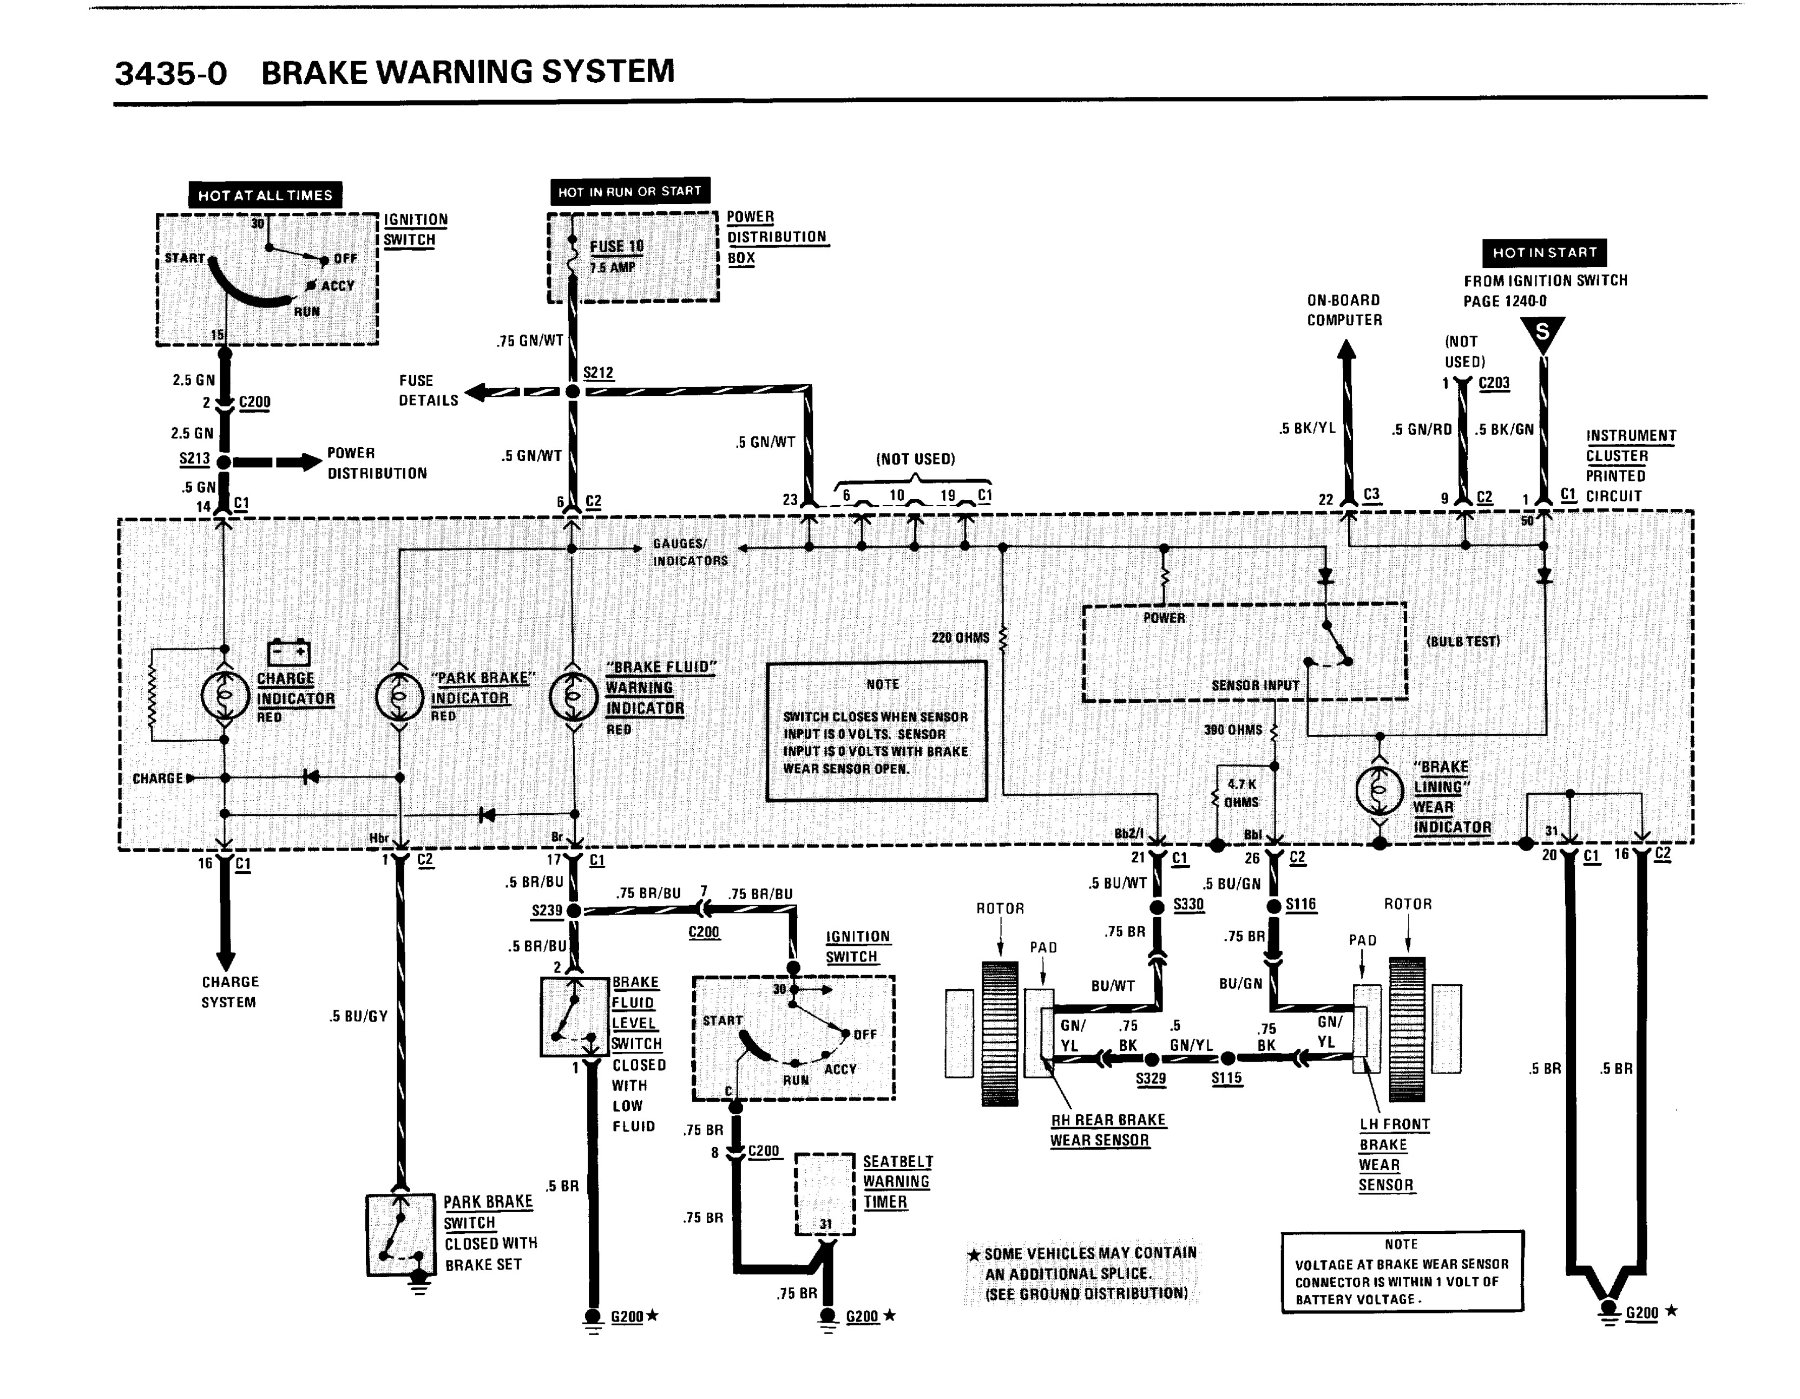 3435-0 BRAKE WARNING SYSTEM
HOT AT ALL TIMES
30
IGNITION
SWITCH
START
OFF
ACCY
RUN
15
2.5 GN
2 C200
2.5 GN
S213
POWER
DISTRIBUTION
.5 GN
14 C1
HOT IN RUN OR START
FUSE 10
7.5 AMP
POWER
DISTRIBUTION
BOX
.75 GN/WT
S212
FUSE
DETAILS
.5 GN/WT
6 C2
.5 GN/WT
(NOT USED)
23 6 10 19 C1
ON-BOARD
COMPUTER
.5 BK/YL
22 C3
(NOT
USED)
1 C203
.5 GN/RD
9 C2
HOT IN START
FROM IGNITION SWITCH
PAGE 1240-0
S
.5 BK/GN
1 C1
50
INSTRUMENT
CLUSTER
PRINTED
CIRCUIT
GAUGES/
INDICATORS
CHARGE
INDICATOR
RED
"PARK BRAKE"
INDICATOR
RED
"BRAKE FLUID"
WARNING
INDICATOR
RED
CHARGE
220 OHMS
NOTE
SWITCH CLOSES WHEN SENSOR
INPUT IS 0 VOLTS. SENSOR
INPUT IS 0 VOLTS WITH BRAKE
WEAR SENSOR OPEN.
POWER
SENSOR INPUT
(BULB TEST)
390 OHMS
4.7 K
OHMS
"BRAKE
LINING"
WEAR
INDICATOR
31
Hbr
Br
Bb2/l
Bbl
16 C1
1 C2
17 C1
21 C1
26 C2
20 C1
16 C2
CHARGE
SYSTEM
.5 BU/GY
PARK BRAKE
SWITCH
CLOSED WITH
BRAKE SET
.5 BR/BU
S239
.75 BR/BU
7
C200
.75 BR/BU
.5 BR/BU
2
BRAKE
FLUID
LEVEL
SWITCH
CLOSED
WITH
LOW
FLUID
1
.5 BR
G200 ★
IGNITION
SWITCH
30
START
OFF
ACCY
RUN
C
.75 BR
8 C200
.75 BR
SEATBELT
WARNING
TIMER
31
.75 BR
G200 ★
.5 BU/WT
S330
.75 BR
BU/WT
ROTOR
PAD
GN/
YL
.75
BK
.5
GN/YL
S329
S115
RH REAR BRAKE
WEAR SENSOR
.5 BU/GN
S116
.75 BR
BU/GN
.75
BK
GN/
YL
PAD
ROTOR
LH FRONT
BRAKE
WEAR
SENSOR
.5 BR
.5 BR
G200 ★
★ SOME VEHICLES MAY CONTAIN
AN ADDITIONAL SPLICE.
(SEE GROUND DISTRIBUTION)
NOTE
VOLTAGE AT BRAKE WEAR SENSOR
CONNECTOR IS WITHIN 1 VOLT OF
BATTERY VOLTAGE.